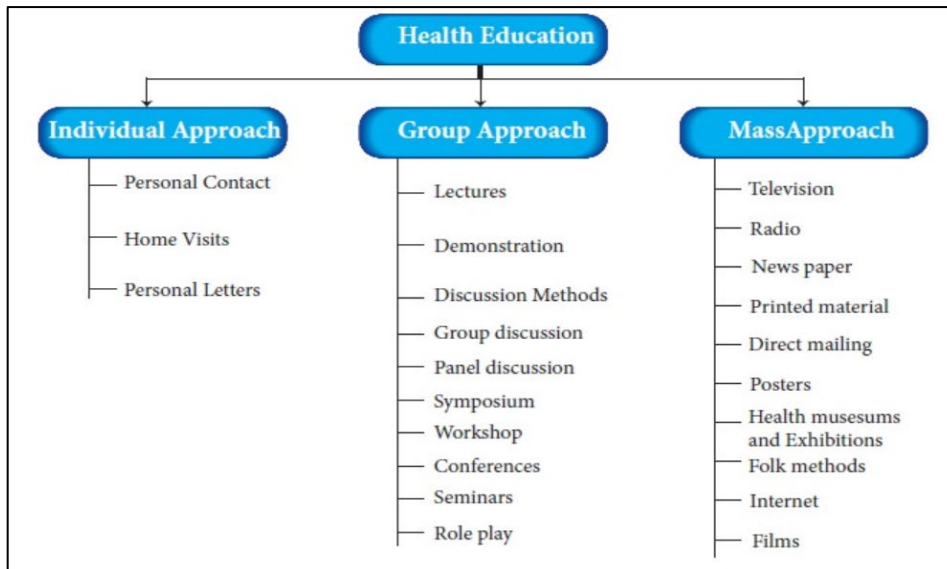 Health Education
Individual Approach
Personal Contact
Home Visits
Personal Letters
Group Approach
Lectures
Demonstration
Discussion Methods
Group discussion
Panel discussion
Symposium
Workshop
Conferences
Seminars
Role play
MassApproach
Television
Radio
News paper
Printed material
Direct mailing
Posters
Health musesums
and Exhibitions
Folk methods
Internet
Films